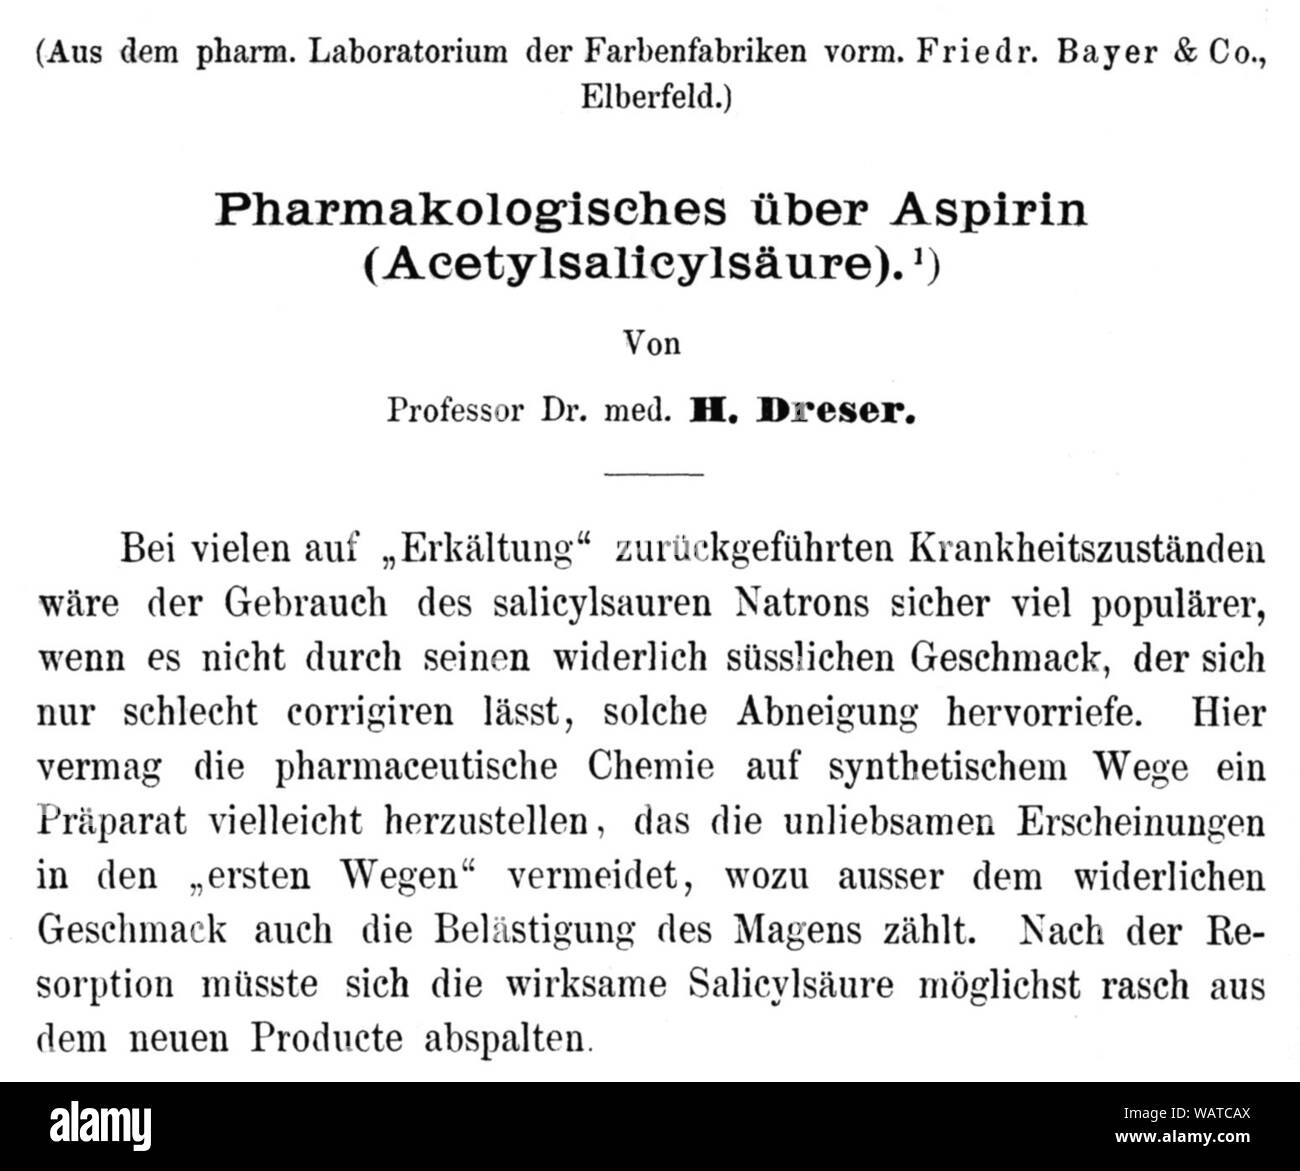 (Aus dem pharm. Laboratorium der Farbenfabriken vorm. Friedr. Bayer & Co.,
Elberfeld.)
Pharmakologisches über Aspirin
(Acetylsalicylsäure).¹)
Von
Professor Dr. med. H. Dreser.
Bei vielen auf „Erkältung“ zurückgeführten Krankheitszuständen
wäre der Gebrauch des salicylsauren Natrons sicher viel populärer,
wenn es nicht durch seinen widerlich süsslichen Geschmack, der sich
nur schlecht corrigiren lässt, solche Abneigung hervorriefe. Hier
vermag die pharmaceutische Chemie auf synthetischem Wege ein
Präparat vielleicht herzustellen, das die unliebsamen Erscheinungen
in den „ersten Wegen“ vermeidet, wozu ausser dem widerlichen
Geschmack auch die Belästigung des Magens zählt. Nach der Re-
sorption müsste sich die wirksame Salicylsäure möglichst rasch aus
dem neuen Producte abspalten.
alamy
Image ID: WATCAX
www.alamy.com